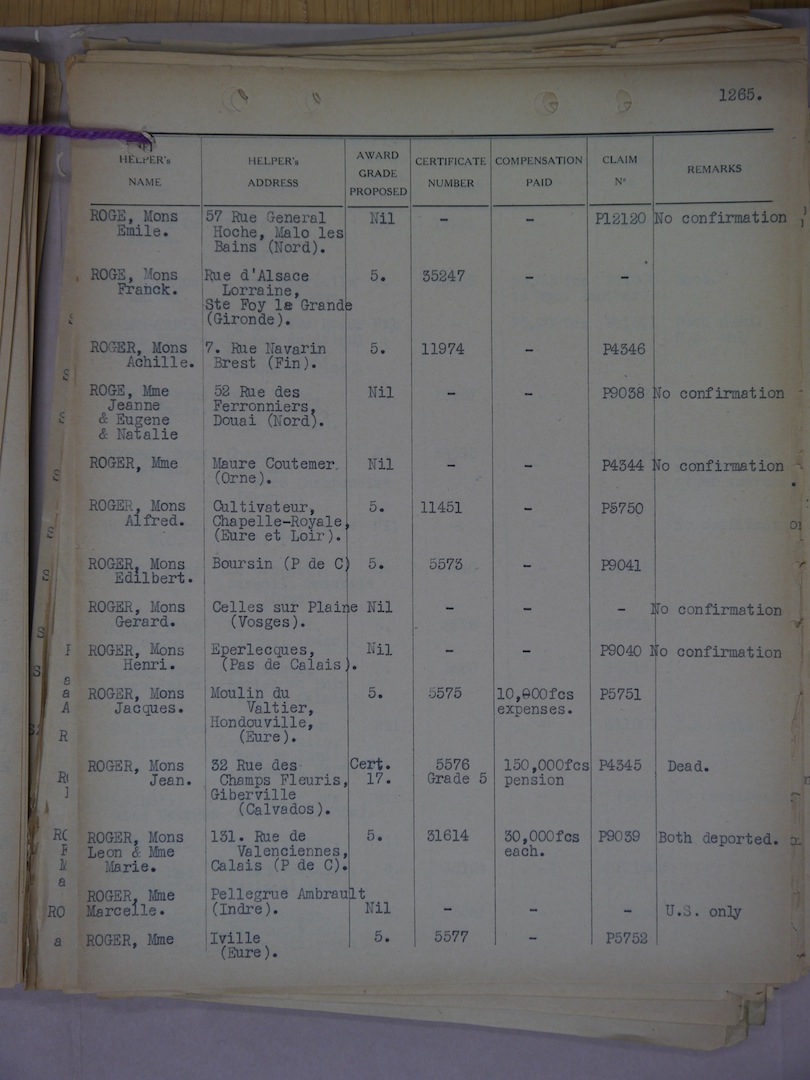 1265.
HELPER's NAME HELPER's ADDRESS AWARD GRADE PROPOSED CERTIFICATE NUMBER COMPENSATION PAID CLAIM Nº REMARKS
ROGE, Mons 57 Rue General Nil - - P12120 No confirmation
Emile. Hoche, Malo les
Bains (Nord).
ROGE, Mons Rue d'Alsace 5. 35247 - -
Franck. Lorraine,
Ste Foy la Grande
(Gironde).
ROGER, Mons 7. Rue Navarin 5. 11974 - P4346
Achille. Brest (Fin).
ROGE, Mme 52 Rue des Nil - - P9038 No confirmation
Jeanne Ferronniers,
& Eugene Douai (Nord).
& Natalie
ROGER, Mme Maure Coutemer. Nil - - P4344 No confirmation
(Orne).
ROGER, Mons Cultivateur, 5. 11451 - P5750
Alfred. Chapelle-Royale,
(Eure et Loir).
ROGER, Mons Boursin (P de C) 5. 5573 - P9041
Edilbert.
ROGER, Mons Celles sur Plaine Nil - - - No confirmation
Gerard. (Vosges).
ROGER, Mons Eperlecques, Nil - - P9040 No confirmation
Henri. (Pas de Calais).
ROGER, Mons Moulin du 5. 5575 10,000fcs P5751
Jacques. Valtier, expenses.
Hondouville,
(Eure).
ROGER, Mons 32 Rue des Cert. 5576 150,000fcs P4345 Dead.
Jean. Champs Fleuris, 17. Grade 5 pension
Giberville
(Calvados).
ROGER, Mons 131. Rue de 5. 31614 30,000fcs P9039 Both deported.
Leon & Mme Valenciennes, each.
Marie. Calais (P de C).
ROGER, Mme Pellegrue Ambrault
Marcelle. (Indre). Nil - - - U.S. only
ROGER, Mme Iville 5. 5577 - P5752
(Eure).